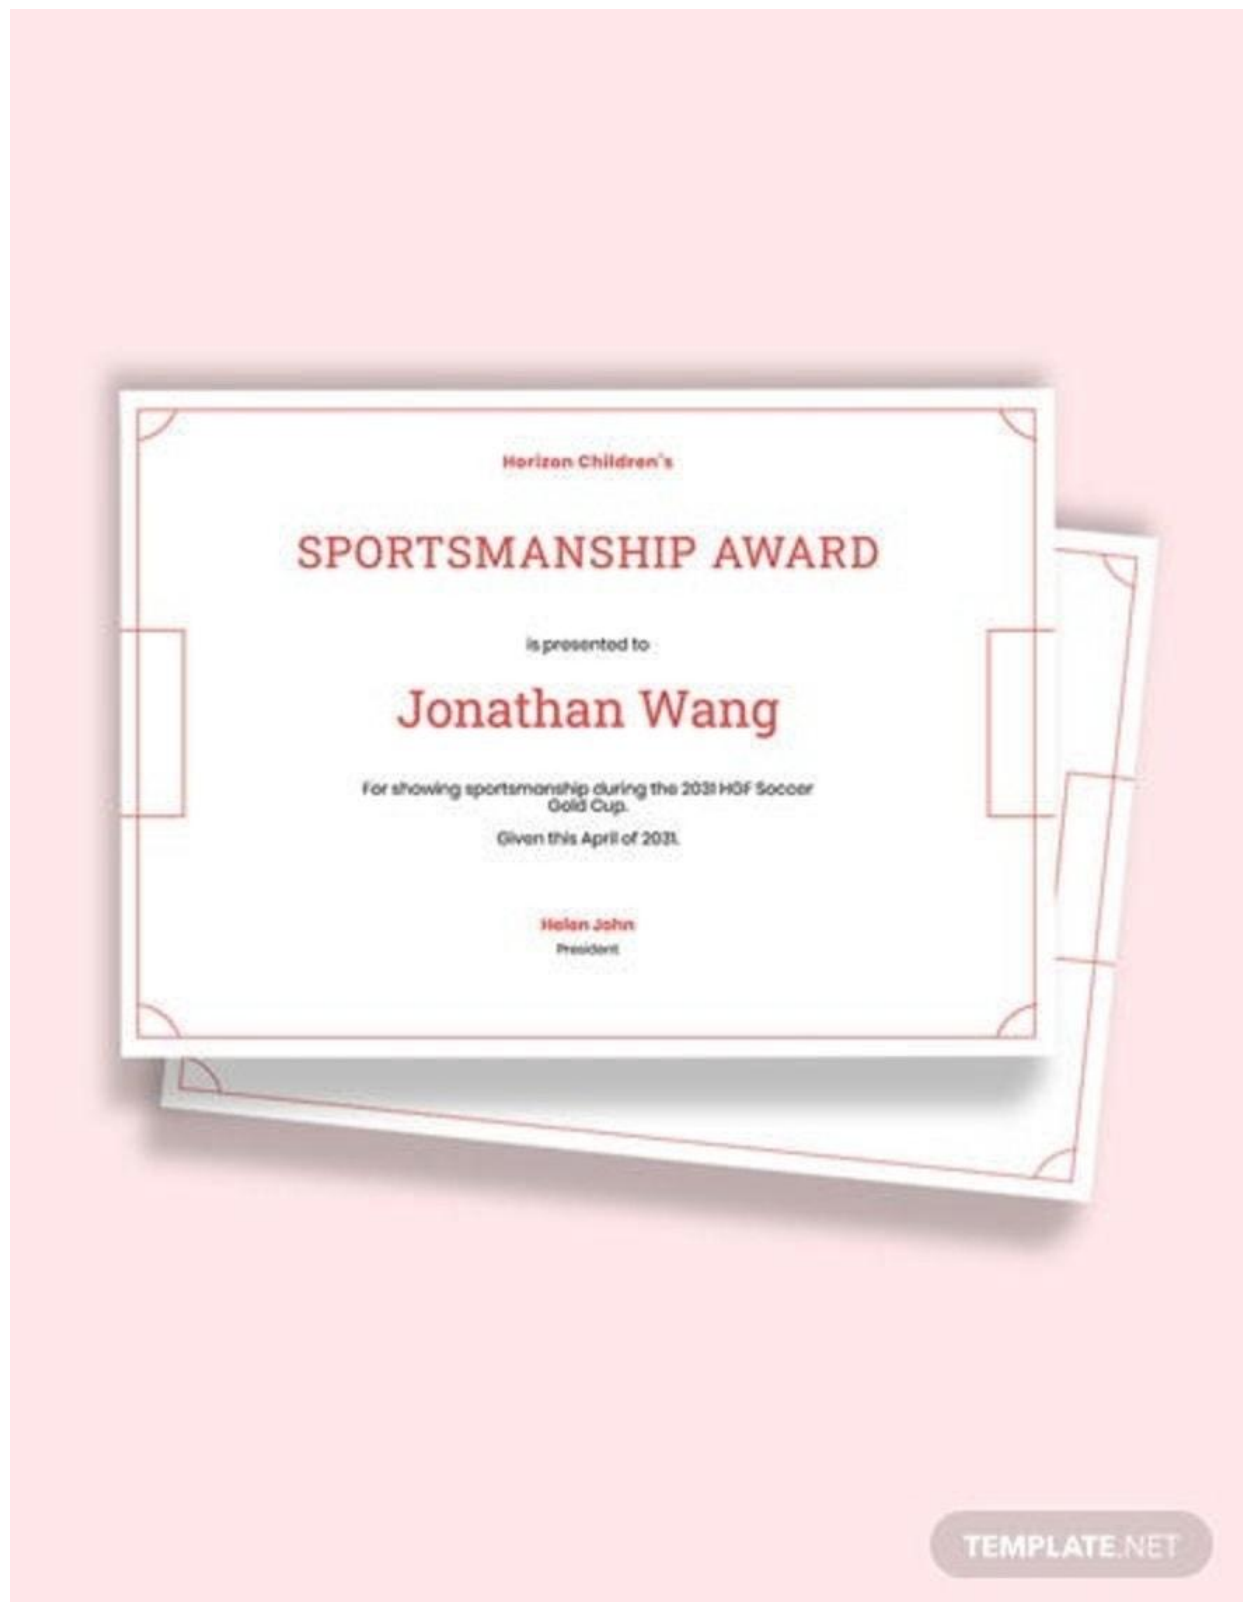 Horizon Children's
SPORTSMANSHIP AWARD
is presented to
Jonathan Wang
For showing sportsmanship during the 2031 HGF Soccer
Gold Cup.
Given this April of 2031.
Helen John
President
TEMPLATE.NET